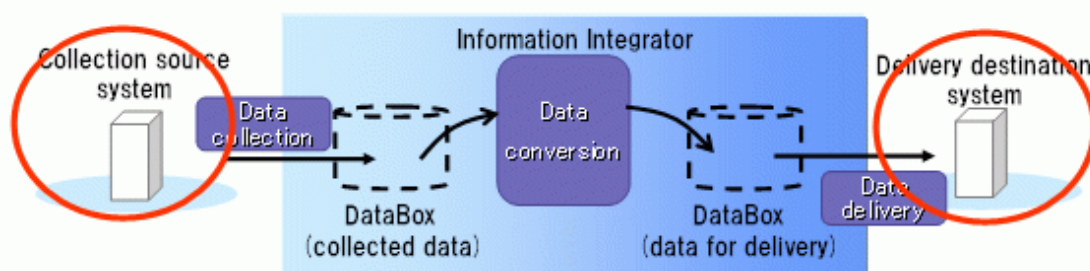 Collection source
system
Data
collection
Information Integrator
DataBox
(collected data)
Data
conversion
DataBox
(data for delivery)
Data
delivery
Delivery destination
system